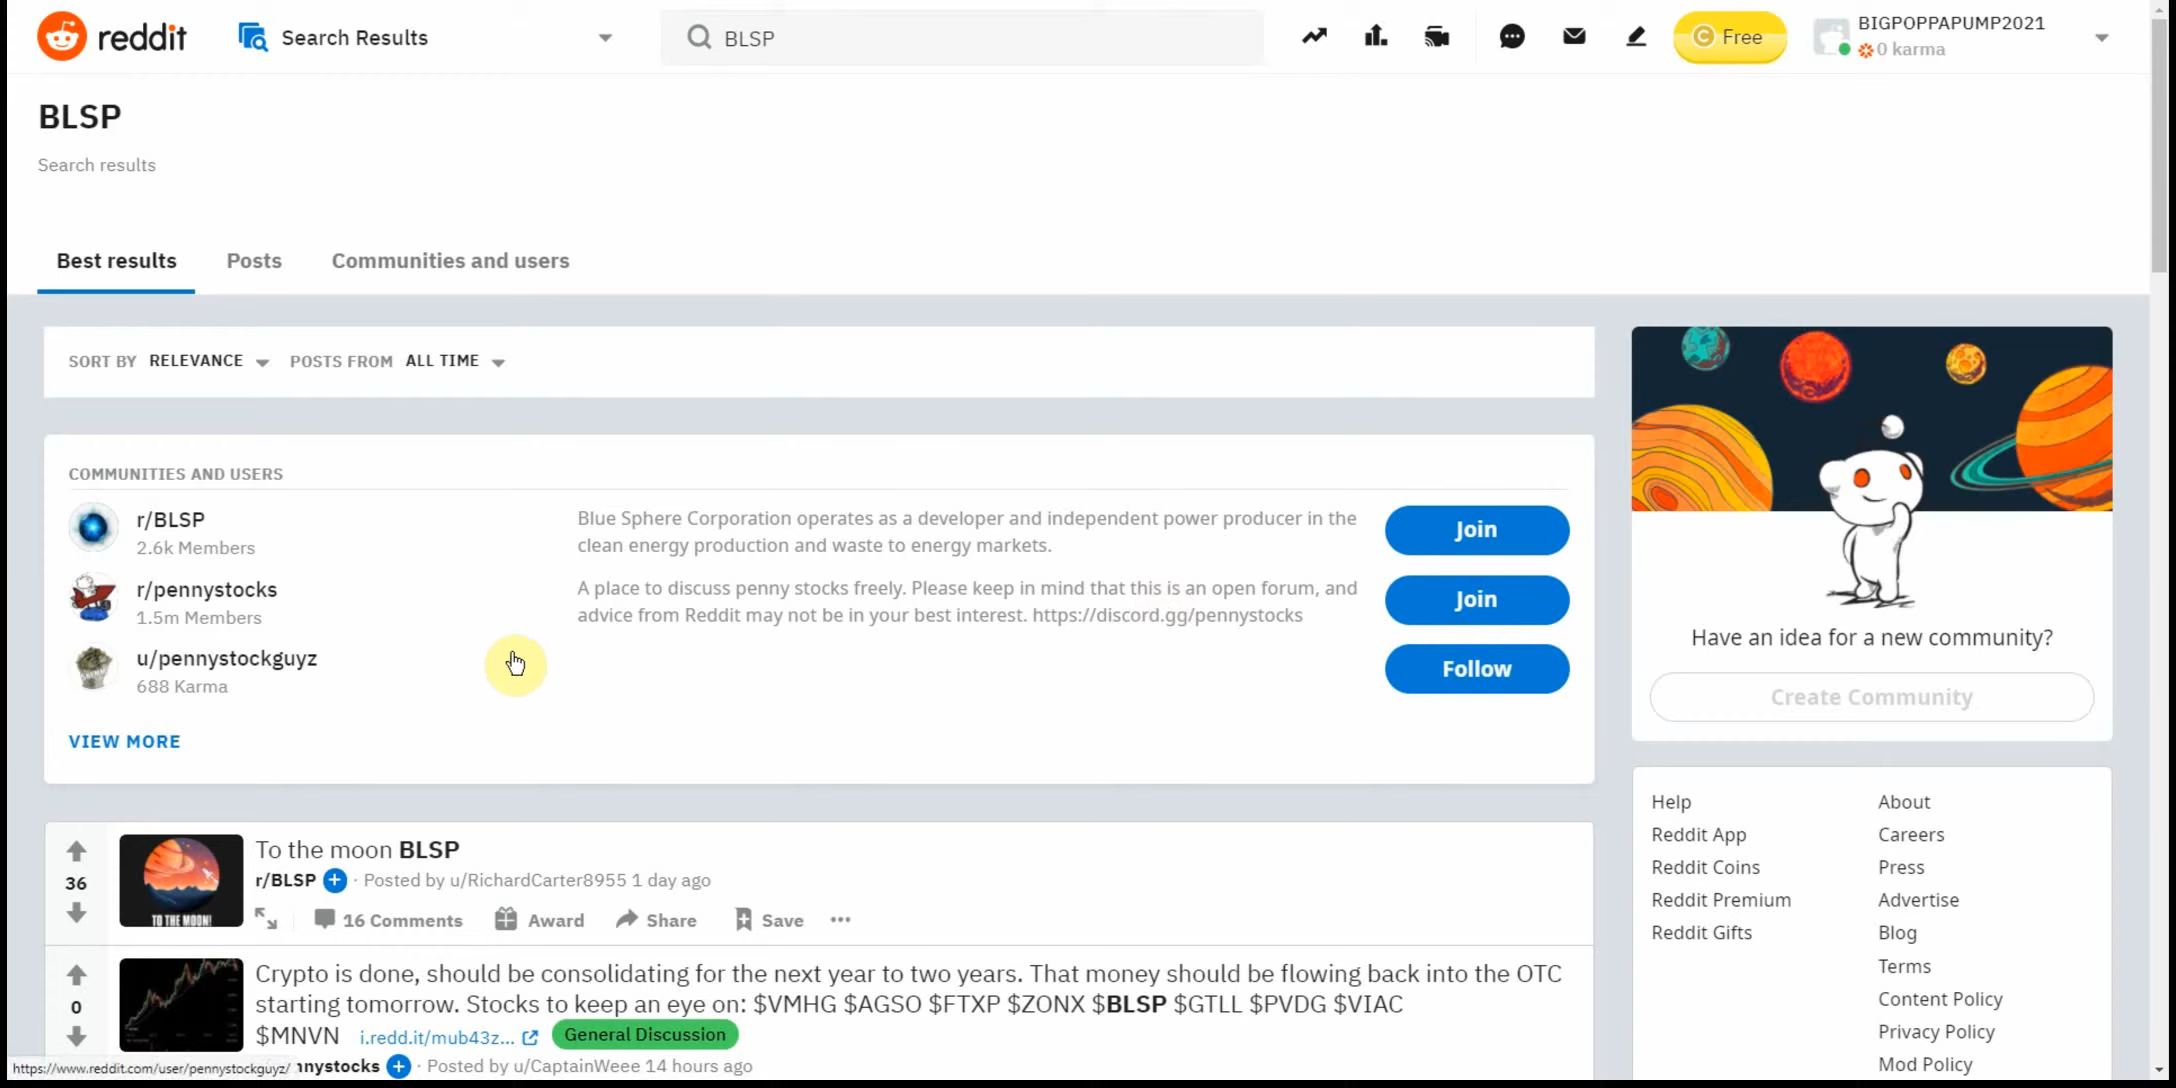 reddit
Search Results
BLSP
Free
BIGPOPPAPUMP2021
0 karma
BLSP
Search results
Best results
Posts
Communities and users
SORT BY RELEVANCE POSTS FROM ALL TIME
COMMUNITIES AND USERS
r/BLSP
2.6k Members
Blue Sphere Corporation operates as a developer and independent power producer in the
clean energy production and waste to energy markets.
Join
r/pennystocks
1.5m Members
A place to discuss penny stocks freely. Please keep in mind that this is an open forum, and
advice from Reddit may not be in your best interest. https://discord.gg/pennystocks
Join
u/pennystockguyz
688 Karma
Follow
VIEW MORE
36
TO THE MOON!
To the moon BLSP
r/BLSP · Posted by u/RichardCarter8955 1 day ago
16 Comments Award Share Save
0
Crypto is done, should be consolidating for the next year to two years. That money should be flowing back into the OTC
starting tomorrow. Stocks to keep an eye on: $VMHG $AGSO $FTXP $ZONX $BLSP $GTLL $PVDG $VIAC
$MNVN i.redd.it/mub43z... General Discussion
nnystocks · Posted by u/CaptainWeee 14 hours ago
https://www.reddit.com/user/pennystockguyz/
Have an idea for a new community?
Create Community
Help
Reddit App
Reddit Coins
Reddit Premium
Reddit Gifts
About
Careers
Press
Advertise
Blog
Terms
Content Policy
Privacy Policy
Mod Policy